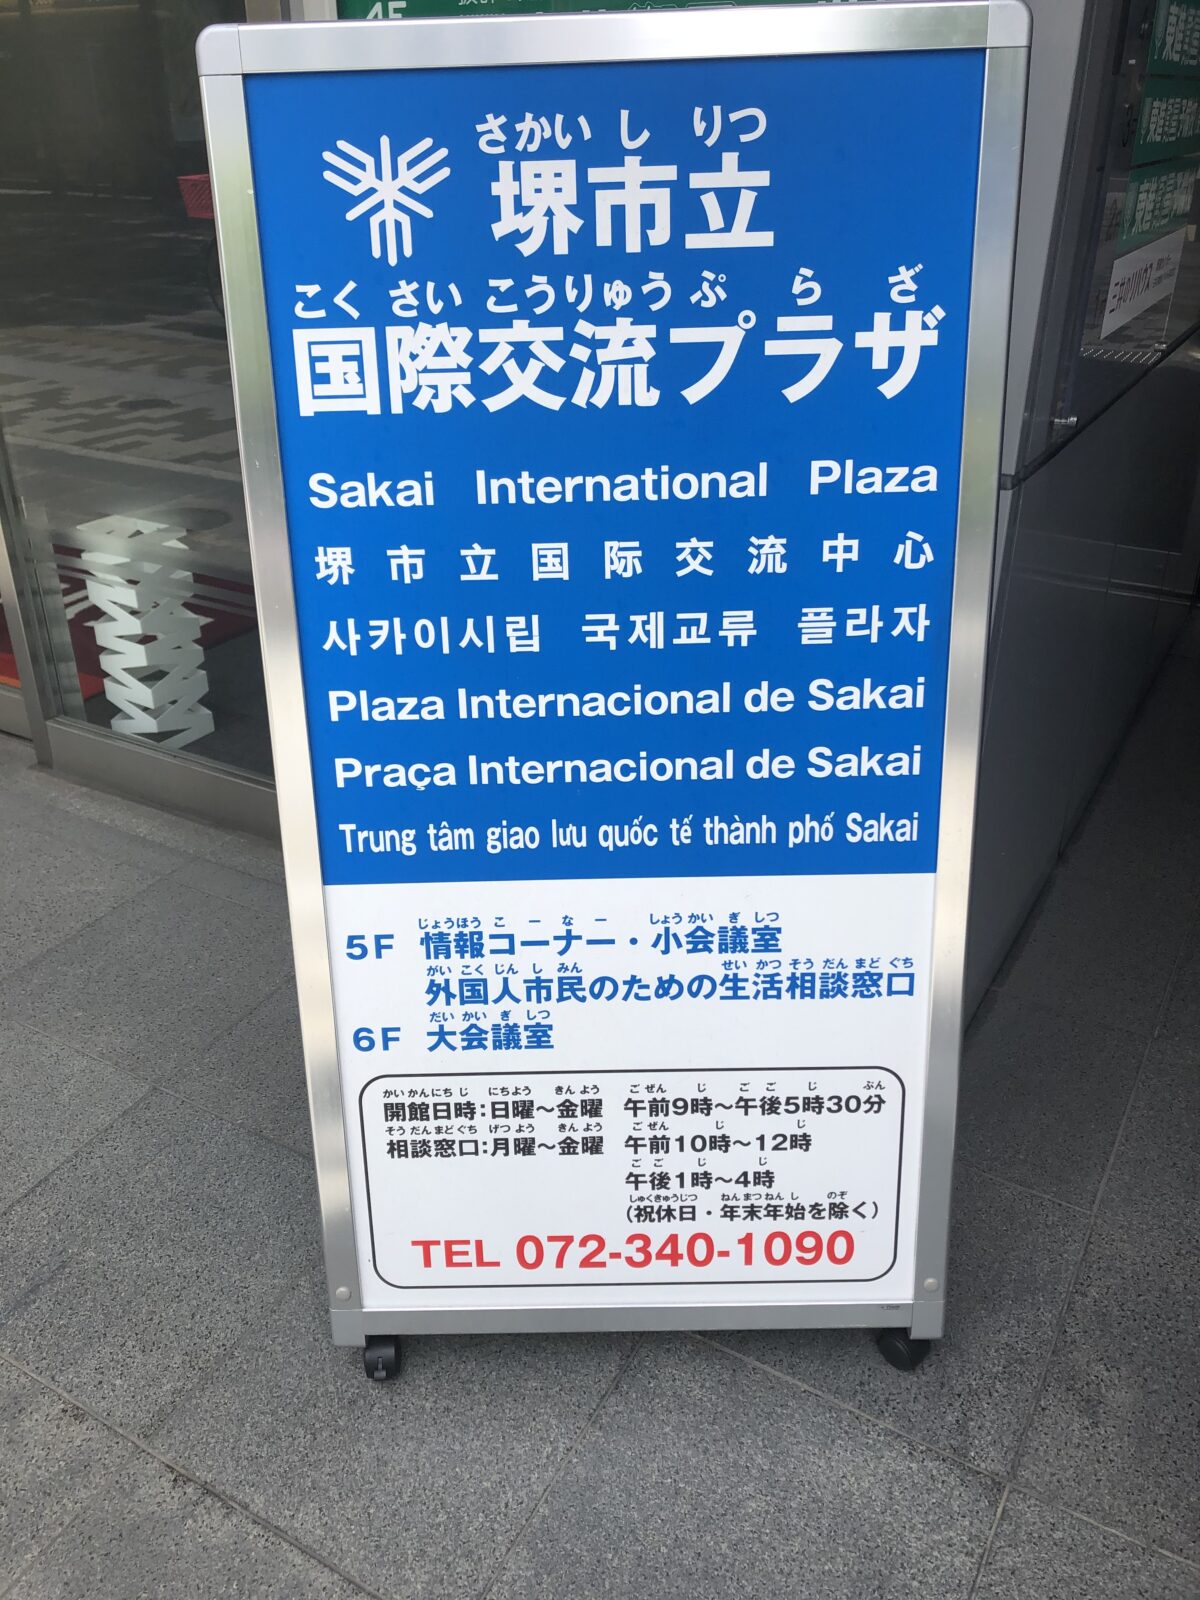 4F
さかい し りつ
堺市立
こく さい こうりゅう ぷ ら ざ
国際交流プラザ
Sakai International Plaza
堺市立国际交流中心
사카이시립 국제교류 플라자
Plaza Internacional de Sakai
Praça Internacional de Sakai
Trung tâm giao lưu quốc tế thành phố Sakai
じょうほう こ ー な ー しょう かい ぎ しつ
5F 情報コーナー・小会議室
がい こく じん し みん せい かつ そう だん まど ぐち
外国人市民のための生活相談窓口
だい かい ぎ しつ
6F 大会議室
かい かん にち じ にち よう きん よう ご ぜん じ ご ご じ ぷん
開館日時:日曜～金曜 午前9時～午後5時30分
そう だん まど ぐち げつ よう きん よう ご ぜん じ じ
相談窓口:月曜～金曜 午前10時～12時
ご ご じ じ
午後1時～4時
しゅくきゅうじつ ねん まつ ねん し のぞ
(祝休日・年末年始を除く)
TEL 072-340-1090
三井のリハウス